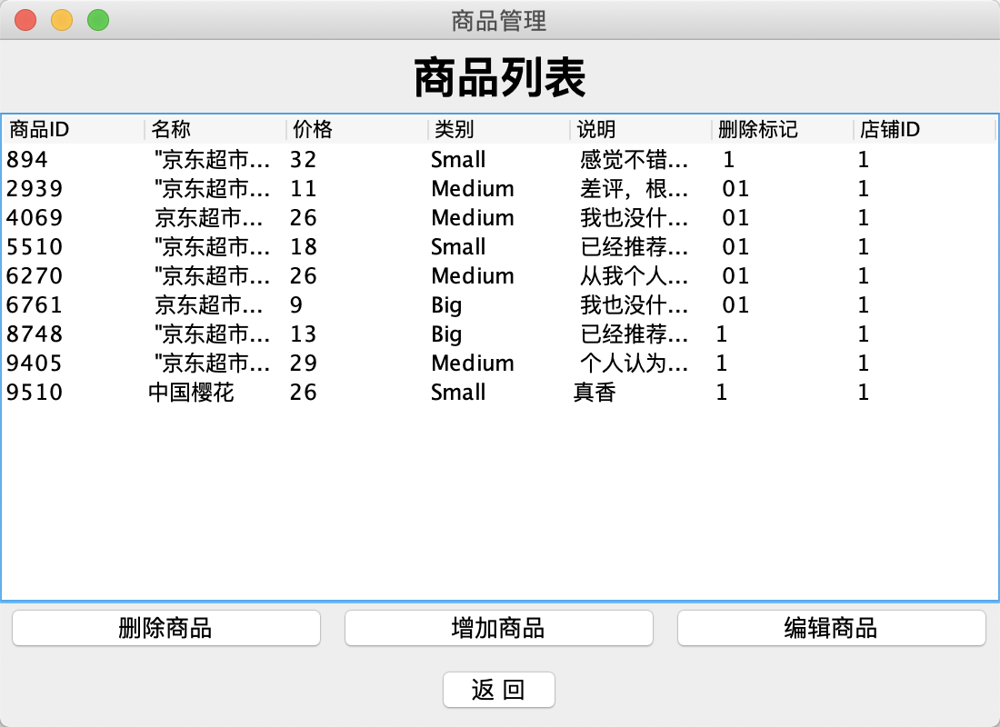 商品管理
商品列表
商品ID 名称 价格 类别 说明 删除标记 店铺ID
894 "京东超市... 32 Small 感觉不错... 1 1
2939 "京东超市... 11 Medium 差评，根... 01 1
4069 京东超市... 26 Medium 我也没什... 01 1
5510 "京东超市... 18 Small 已经推荐... 01 1
6270 "京东超市... 26 Medium 从我个人... 01 1
6761 京东超市... 9 Big 我也没什... 01 1
8748 "京东超市... 13 Big 已经推荐... 1 1
9405 "京东超市... 29 Medium 个人认为... 1 1
9510 中国樱花 26 Small 真香 1 1
删除商品 增加商品 编辑商品
返 回